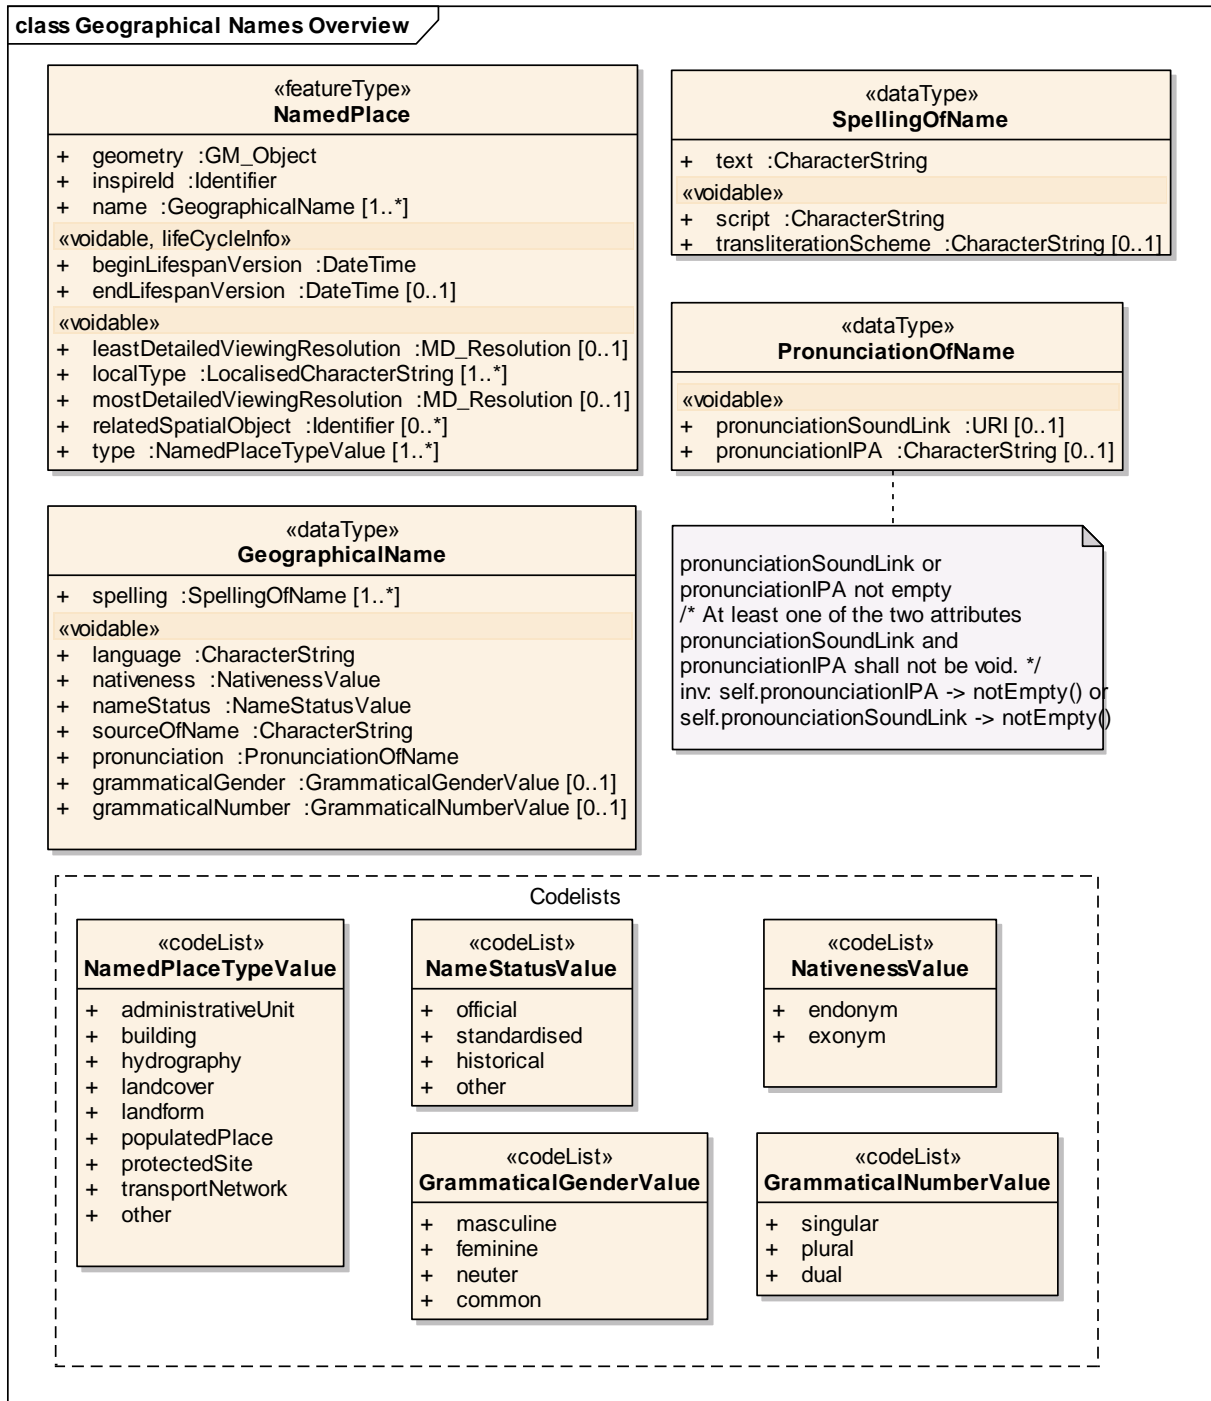 class Geographical Names Overview
«featureType»
NamedPlace
+ geometry :GM_Object
+ inspireId :Identifier
+ name :GeographicalName [1..*]
«voidable, lifeCycleInfo»
+ beginLifespanVersion :DateTime
+ endLifespanVersion :DateTime [0..1]
«voidable»
+ leastDetailedViewingResolution :MD_Resolution [0..1]
+ localType :LocalisedCharacterString [1..*]
+ mostDetailedViewingResolution :MD_Resolution [0..1]
+ relatedSpatialObject :Identifier [0..*]
+ type :NamedPlaceTypeValue [1..*]
«dataType»
SpellingOfName
+ text :CharacterString
«voidable»
+ script :CharacterString
+ transliterationScheme :CharacterString [0..1]
«dataType»
PronunciationOfName
«voidable»
+ pronunciationSoundLink :URI [0..1]
+ pronunciationIPA :CharacterString [0..1]
«dataType»
GeographicalName
+ spelling :SpellingOfName [1..*]
«voidable»
+ language :CharacterString
+ nativeness :NativenessValue
+ nameStatus :NameStatusValue
+ sourceOfName :CharacterString
+ pronunciation :PronunciationOfName
+ grammaticalGender :GrammaticalGenderValue [0..1]
+ grammaticalNumber :GrammaticalNumberValue [0..1]
pronunciationSoundLink or
pronunciationIPA not empty
/* At least one of the two attributes
pronunciationSoundLink and
pronunciationIPA shall not be void. */
inv: self.pronounciationIPA -> notEmpty() or
self.pronounciationSoundLink -> notEmpty()
Codelists
«codeList»
NamedPlaceTypeValue
+ administrativeUnit
+ building
+ hydrography
+ landcover
+ landform
+ populatedPlace
+ protectedSite
+ transportNetwork
+ other
«codeList»
NameStatusValue
+ official
+ standardised
+ historical
+ other
«codeList»
NativenessValue
+ endonym
+ exonym
«codeList»
GrammaticalGenderValue
+ masculine
+ feminine
+ neuter
+ common
«codeList»
GrammaticalNumberValue
+ singular
+ plural
+ dual